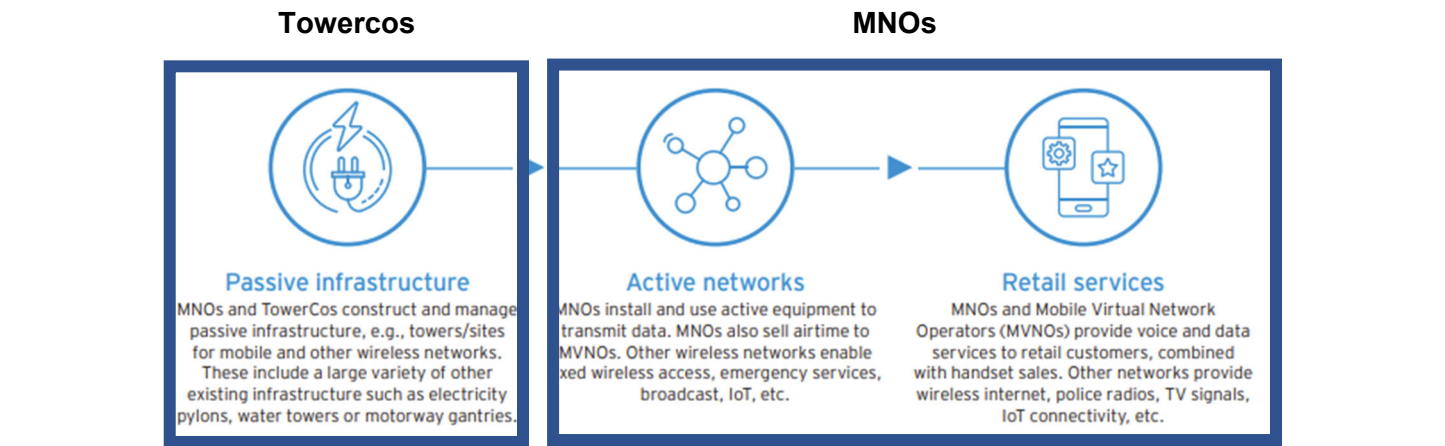 Towercos
MNOs
Passive infrastructure
MNOs and TowerCos construct and manage
passive infrastructure, e.g., towers/sites
for mobile and other wireless networks.
These include a large variety of other
existing infrastructure such as electricity
pylons, water towers or motorway gantries.
Active networks
MNOs install and use active equipment to
transmit data. MNOs also sell airtime to
MVNOs. Other wireless networks enable
xed wireless access, emergency services,
broadcast, IoT, etc.
Retail services
MNOs and Mobile Virtual Network
Operators (MVNOs) provide voice and data
services to retail customers, combined
with handset sales. Other networks provide
wireless internet, police radios, TV signals,
IoT connectivity, etc.